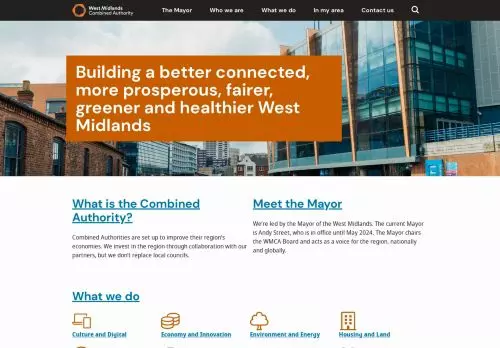 West Midlands
Combined Authority
The Mayor
Who we are
What we do
In my area
Contact us
Building a better connected,
more prosperous, fairer,
greener and healthier West
Midlands
What is the Combined
Authority?
Combined Authorities are set up to improve their region's
economies. We invest in the region through collaboration with our
partners, but we don't replace local councils.
Meet the Mayor
We're led by the Mayor of the West Midlands. The current Mayor
is Andy Street, who is in office until May 2024. The Mayor chairs
the WMCA Board and acts as a voice for the region, nationally
and globally.
What we do
Culture and Digital
Economy and Innovation
Environment and Energy
Housing and Land